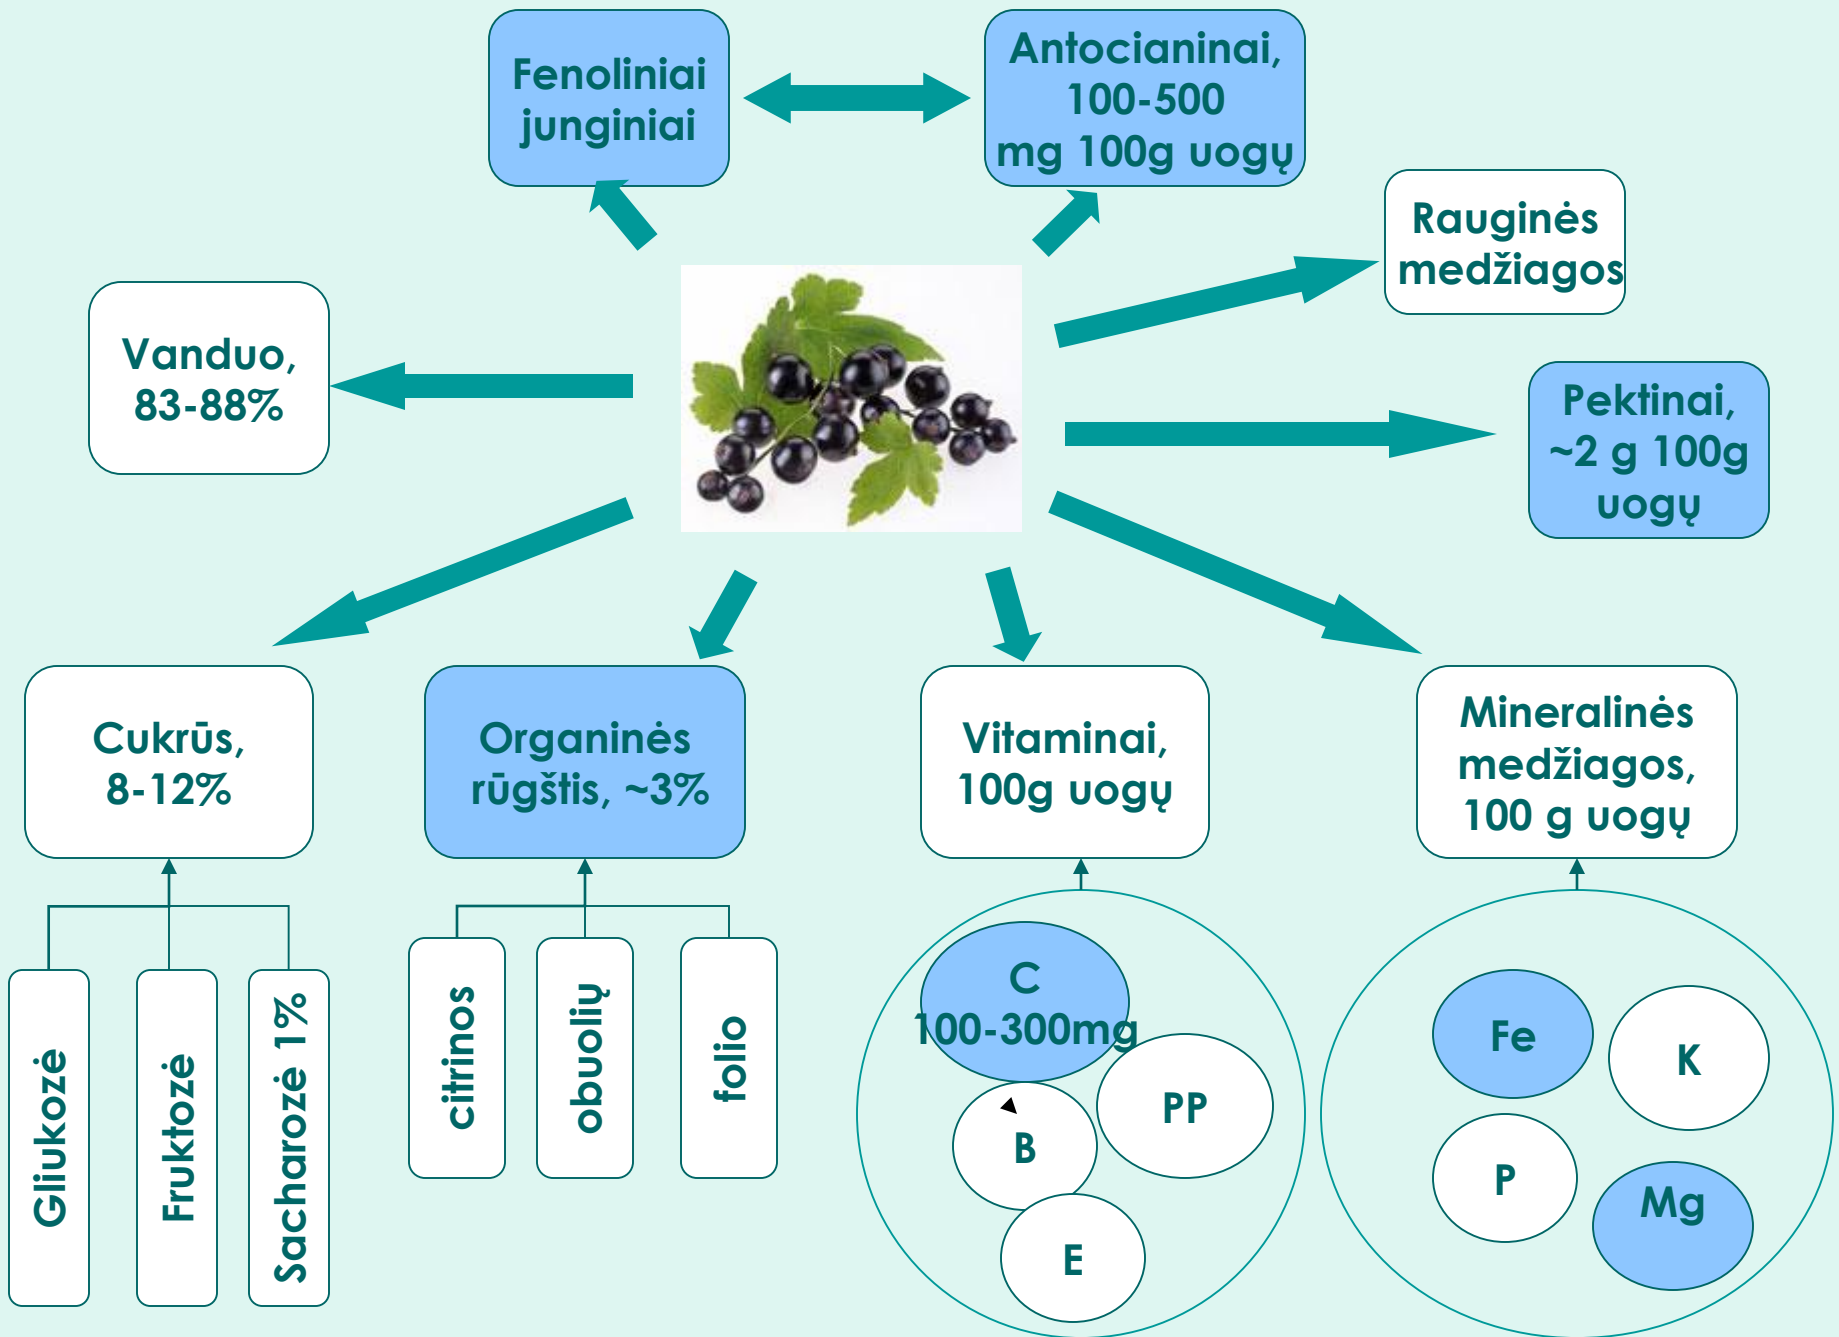 Fenoliniai
junginiai
Antocianinai,
100-500
mg 100g uogų
Rauginės
medžiagos
Vanduo,
83-88%
Pektinai,
~2 g 100g
uogų
Cukrūs,
8-12%
Organinės
rūgštis, ~3%
Vitaminai,
100g uogų
Mineralinės
medžiagos,
100 g uogų
Gliukozė
Fruktozė
Sacharozė 1%
citrinos
obuolių
folio
C
100-300mg
PP
B
E
Fe
K
P
Mg